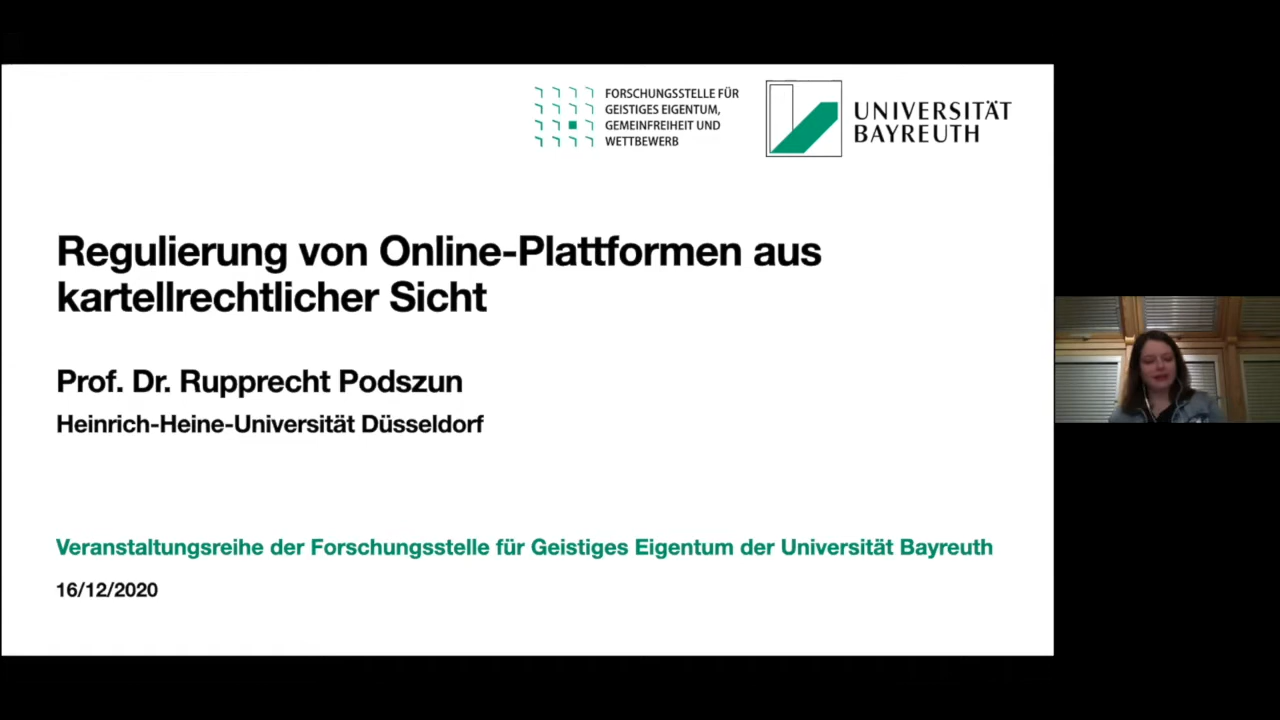 FORSCHUNGSSTELLE FÜR
GEISTIGES EIGENTUM,
GEMEINFREIHEIT UND
WETTBEWERB
UNIVERSITÄT
BAYREUTH
Regulierung von Online-Plattformen aus
kartellrechtlicher Sicht
Prof. Dr. Rupprecht Podszun
Heinrich-Heine-Universität Düsseldorf
Veranstaltungsreihe der Forschungsstelle für Geistiges Eigentum der Universität Bayreuth
16/12/2020